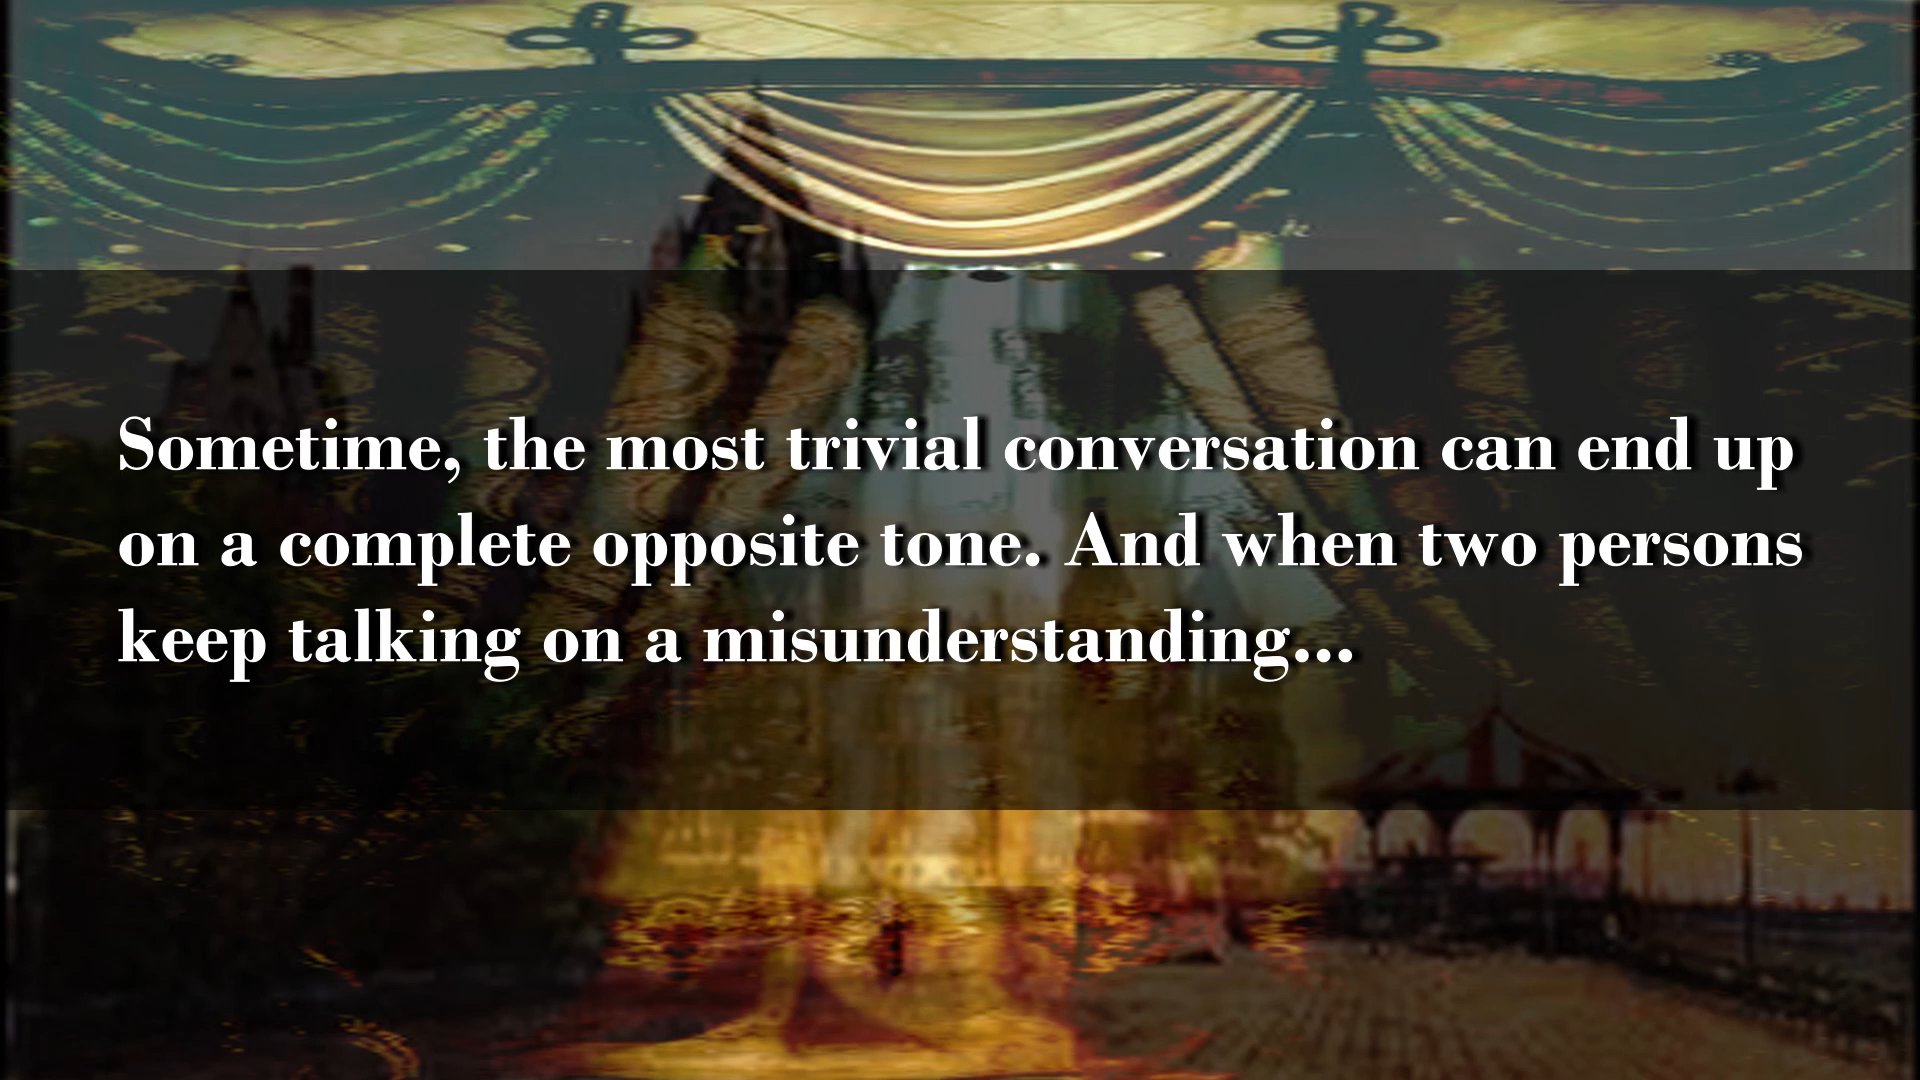 Sometime, the most trivial conversation can end up
on a complete opposite tone. And when two persons
keep talking on a misunderstanding...